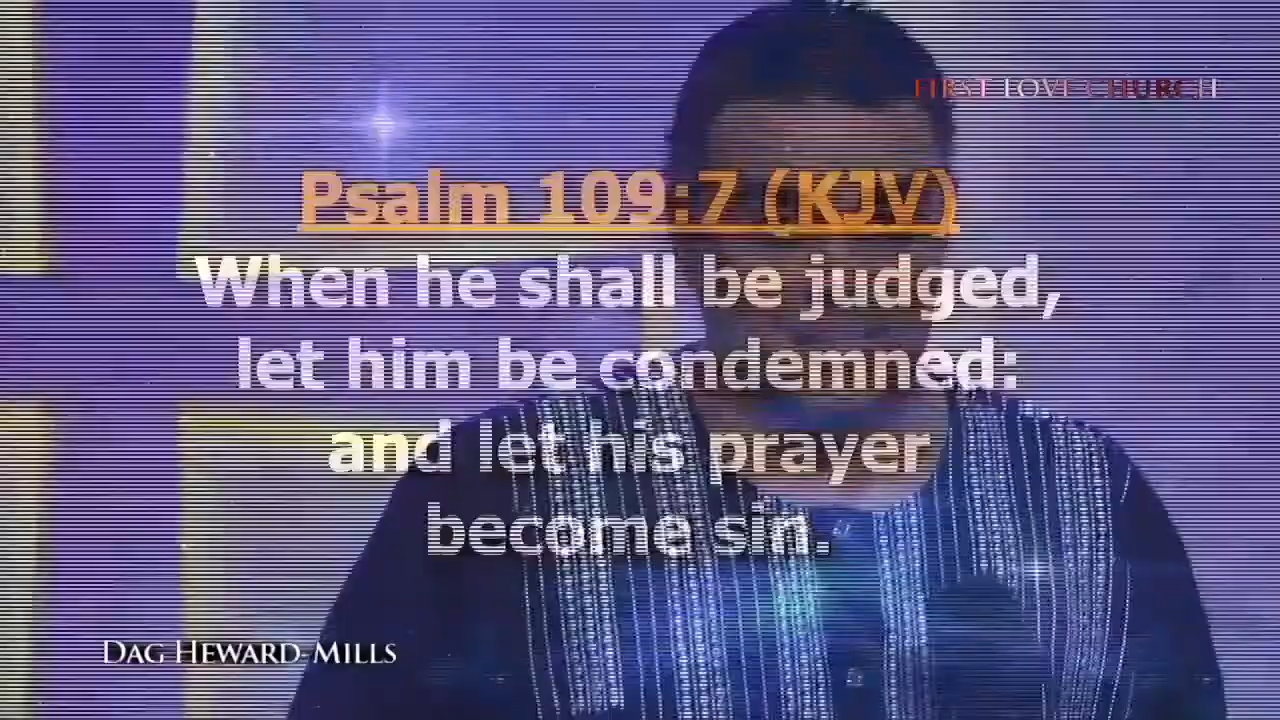 FIRST LOVE CHURCH
Psalm 109:7 (KJV)
When he shall be judged,
let him be condemned:
and let his prayer
become sin.
DAG HEWARD-MILLS